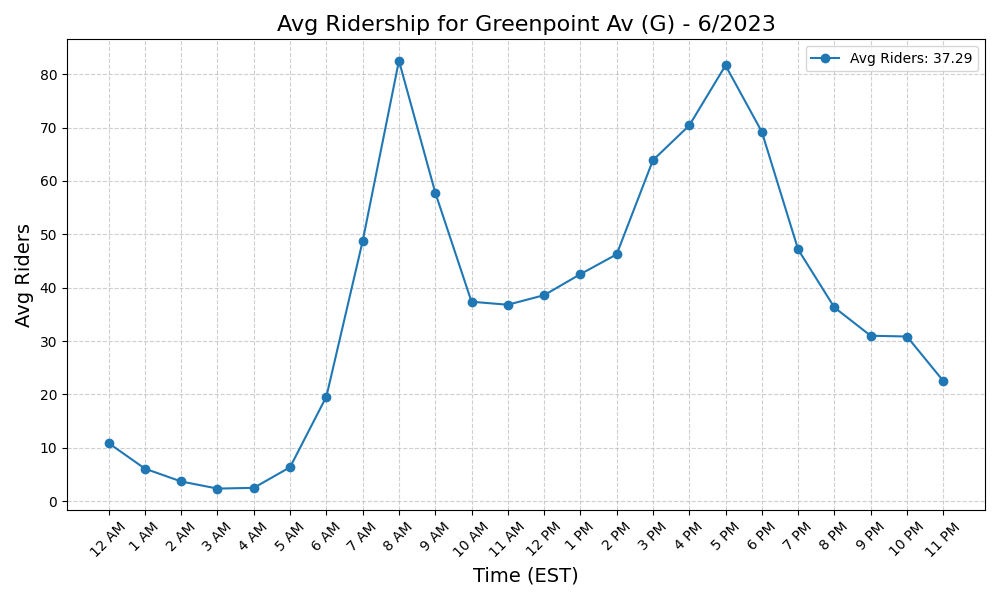 Avg Ridership for Greenpoint Av (G) - 6/2023
Avg Riders: 37.29
Avg Riders
80
70
60
50
40
30
20
10
0
12 AM
1 AM
2 AM
3 AM
4 AM
5 AM
6 AM
7 AM
8 AM
9 AM
10 AM
11 AM
12 PM
1 PM
2 PM
3 PM
4 PM
5 PM
6 PM
7 PM
8 PM
9 PM
10 PM
11 PM
Time (EST)